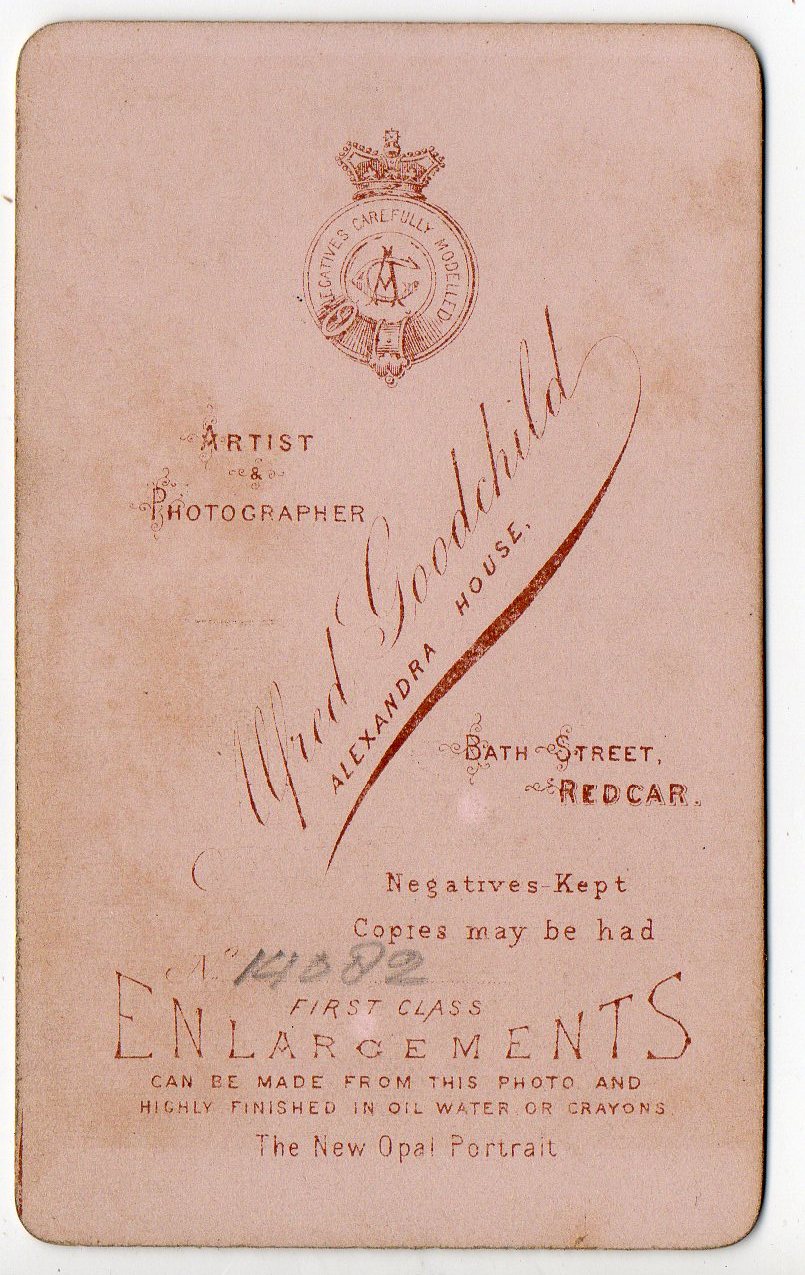 NEGATIVES CAREFULLY MODELLED
ARTIST
&
PHOTOGRAPHER
Alfred Goodchild
ALEXANDRA HOUSE,
BATH STREET,
REDCAR.
Negatives Kept
Copies may be had
No 14082
FIRST CLASS
ENLARGEMENTS
CAN BE MADE FROM THIS PHOTO AND
HIGHLY FINISHED IN OIL WATER OR CRAYONS
The New Opal Portrait